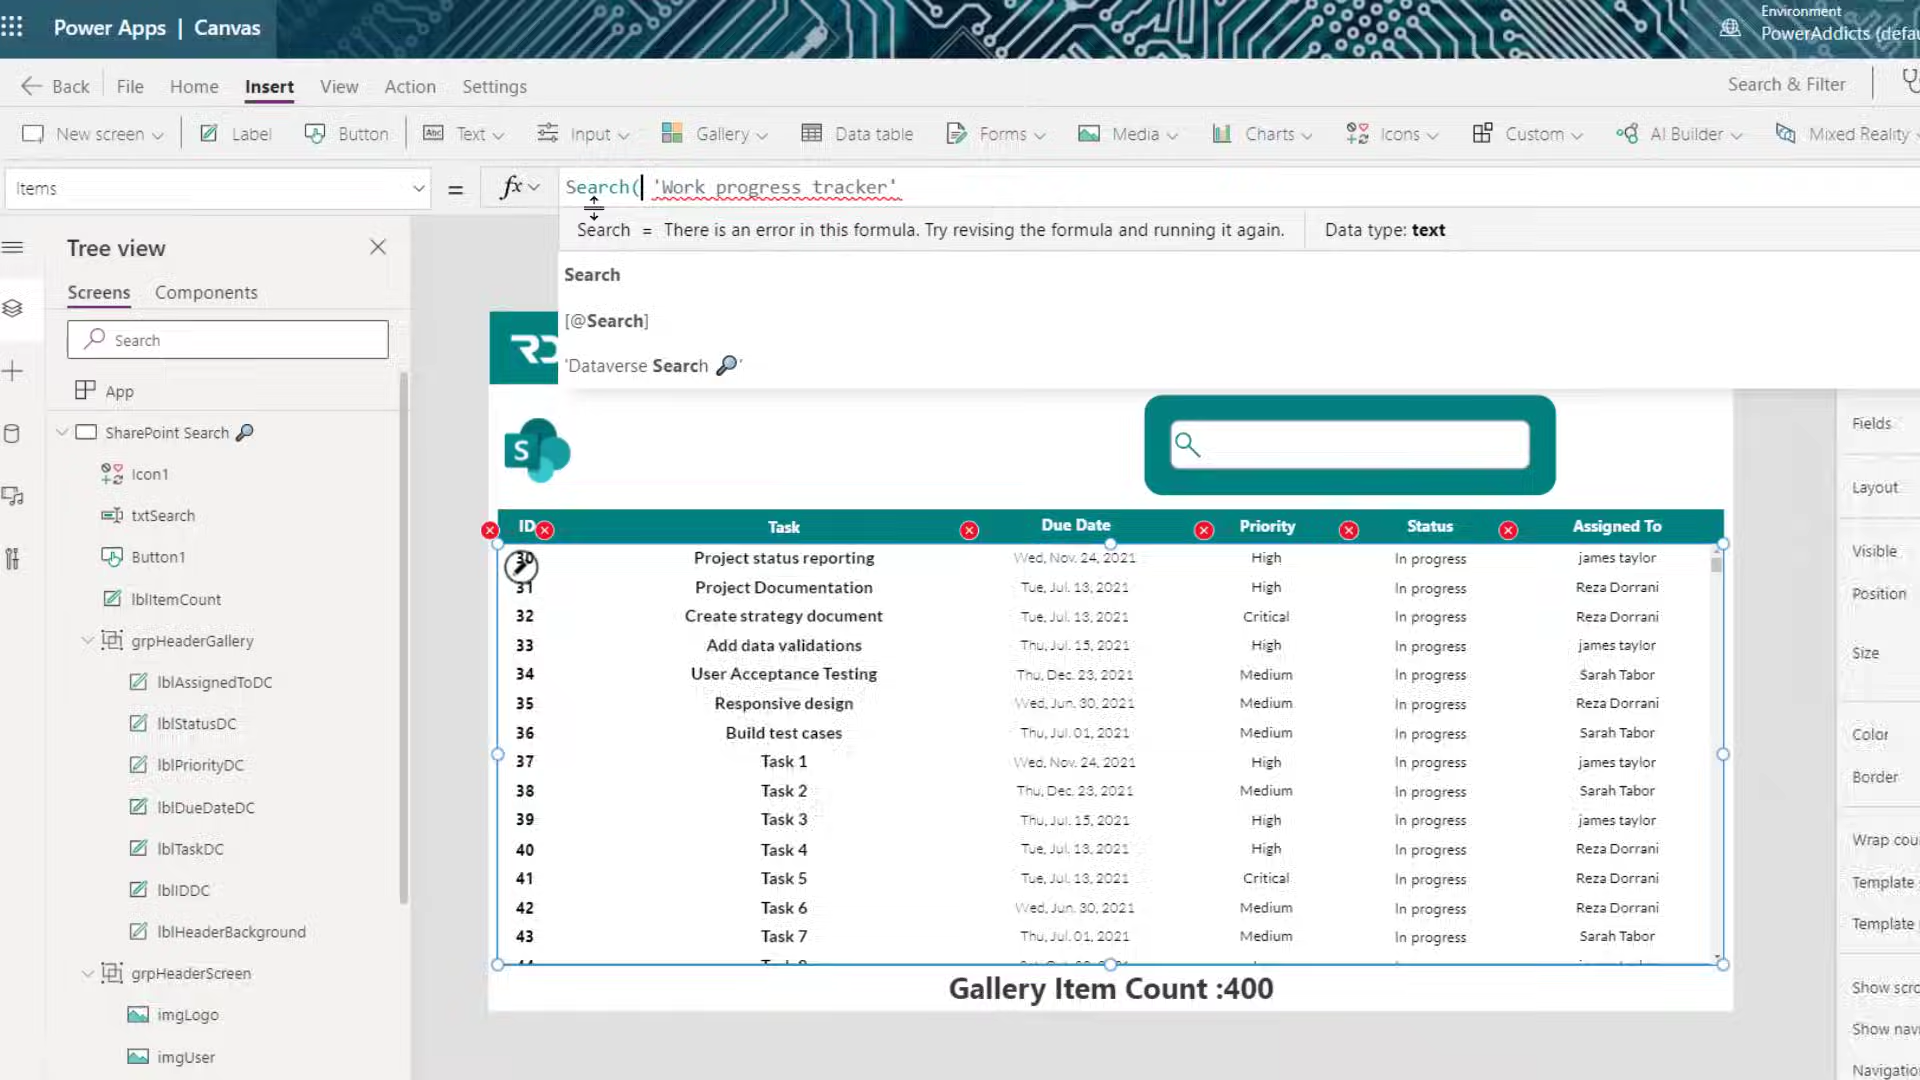 Power Apps | Canvas
Environment
PowerAddicts (defau
Back File Home Insert View Action Settings
Search & Filter
New screen Label Button Text Input Gallery Data table Forms Media Charts Icons Custom AI Builder Mixed Reality
Items = fx Search( 'Work progress tracker'
Search = There is an error in this formula. Try revising the formula and running it again. Data type: text
Search
[@Search]
'Dataverse Search 🔎'
Tree view
Screens Components
Search
App
SharePoint Search 🔎
Icon1
txtSearch
Button1
lblItemCount
grpHeaderGallery
lblAssignedToDC
lblStatusDC
lblPriorityDC
lblDueDateDC
lblTaskDC
lblIDDC
lblHeaderBackground
grpHeaderScreen
imgLogo
imgUser
S
ID Task Due Date Priority Status Assigned To
30 Project status reporting Wed, Nov. 24, 2021 High In progress james taylor
31 Project Documentation Tue, Jul. 13, 2021 High In progress Reza Dorrani
32 Create strategy document Tue, Jul. 13, 2021 Critical In progress Reza Dorrani
33 Add data validations Thu, Jul. 15, 2021 High In progress james taylor
34 User Acceptance Testing Thu, Dec. 23, 2021 Medium In progress Sarah Tabor
35 Responsive design Wed, Jun. 30, 2021 Medium In progress Reza Dorrani
36 Build test cases Thu, Jul. 01, 2021 Medium In progress Sarah Tabor
37 Task 1 Wed, Nov. 24, 2021 High In progress james taylor
38 Task 2 Thu, Dec. 23, 2021 Medium In progress Sarah Tabor
39 Task 3 Thu, Jul. 15, 2021 High In progress james taylor
40 Task 4 Tue, Jul. 13, 2021 High In progress Reza Dorrani
41 Task 5 Tue, Jul. 13, 2021 Critical In progress Reza Dorrani
42 Task 6 Wed, Jun. 30, 2021 Medium In progress Reza Dorrani
43 Task 7 Thu, Jul. 01, 2021 Medium In progress Sarah Tabor
Gallery Item Count :400
Fields
Layout
Visible
Position
Size
Color
Border
Wrap cou
Template
Template
Show scro
Show nav
Navigatio